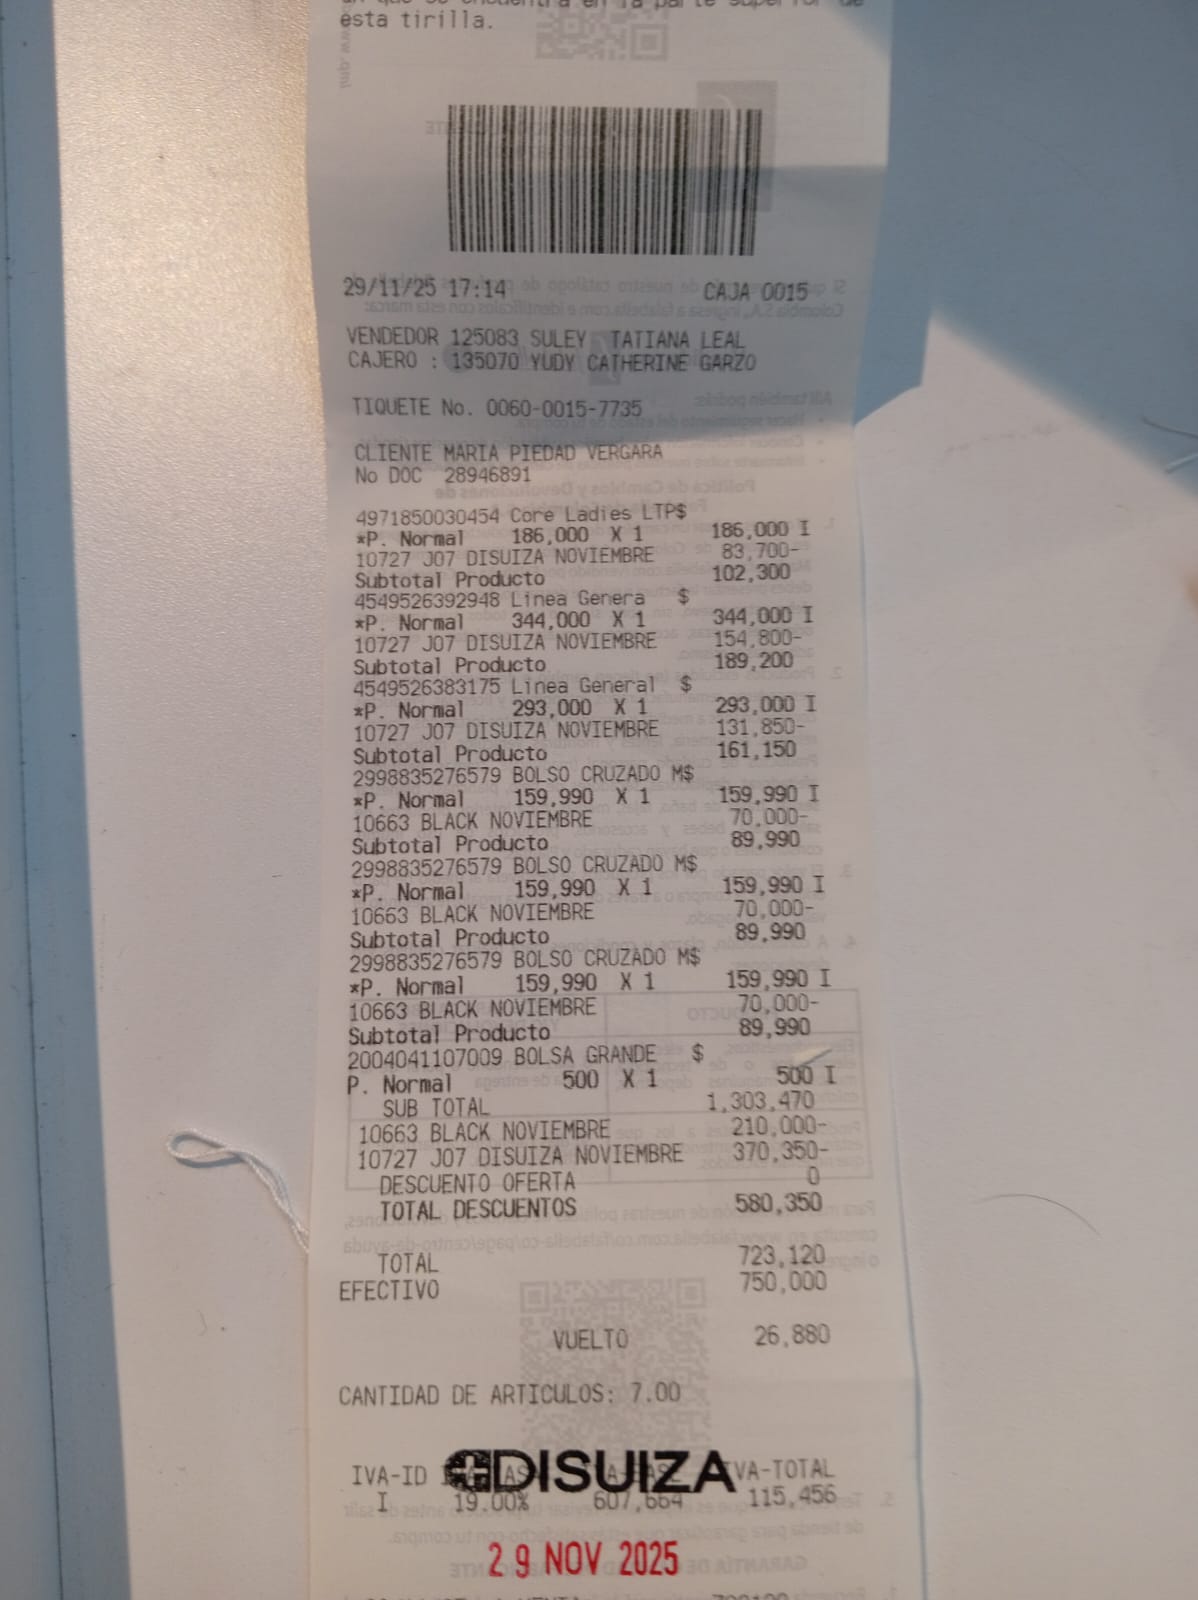 esta tirilla.
29/11/25 17:14 CAJA 0015
VENDEDOR 125083 SULEY TATIANA LEAL
CAJERO : 135070 YUDY CATHERINE GARZO
TIQUETE No. 0060-0015-7735
CLIENTE MARIA PIEDAD VERGARA
No DOC 28946891
4971850030454 Core Ladies LTP$
*P. Normal 186,000 X 1 186,000 I
10727 J07 DISUIZA NOVIEMBRE 83,700-
Subtotal Producto 102,300
4549526392948 Linea Genera $
*P. Normal 344,000 X 1 344,000 I
10727 J07 DISUIZA NOVIEMBRE 154,800-
Subtotal Producto 189,200
4549526383175 Linea General $
*P. Normal 293,000 X 1 293,000 I
10727 J07 DISUIZA NOVIEMBRE 131,850-
Subtotal Producto 161,150
2998835276579 BOLSO CRUZADO M$
*P. Normal 159,990 X 1 159,990 I
10663 BLACK NOVIEMBRE 70,000-
Subtotal Producto 89,990
2998835276579 BOLSO CRUZADO M$
*P. Normal 159,990 X 1 159,990 I
10663 BLACK NOVIEMBRE 70,000-
Subtotal Producto 89,990
2998835276579 BOLSO CRUZADO M$
*P. Normal 159,990 X 1 159,990 I
10663 BLACK NOVIEMBRE 70,000-
Subtotal Producto 89,990
2004041107009 BOLSA GRANDE $
P. Normal 500 X 1 500 I
SUB TOTAL 1,303,470
10663 BLACK NOVIEMBRE 210,000-
10727 J07 DISUIZA NOVIEMBRE 370,350-
DESCUENTO OFERTA 0
TOTAL DESCUENTOS 580,350
TOTAL 723,120
EFECTIVO 750,000
VUELTO 26,880
CANTIDAD DE ARTICULOS: 7.00
DISUIZA
IVA-ID IVA-TOTAL
I 19.00% 607,664 115,456
29 NOV 2025